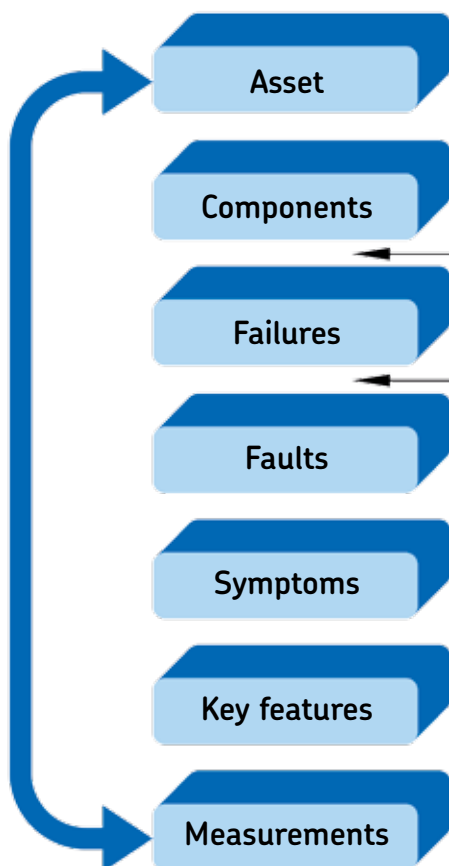 Asset
Components
Failures
Faults
Symptoms
Key features
Measurements